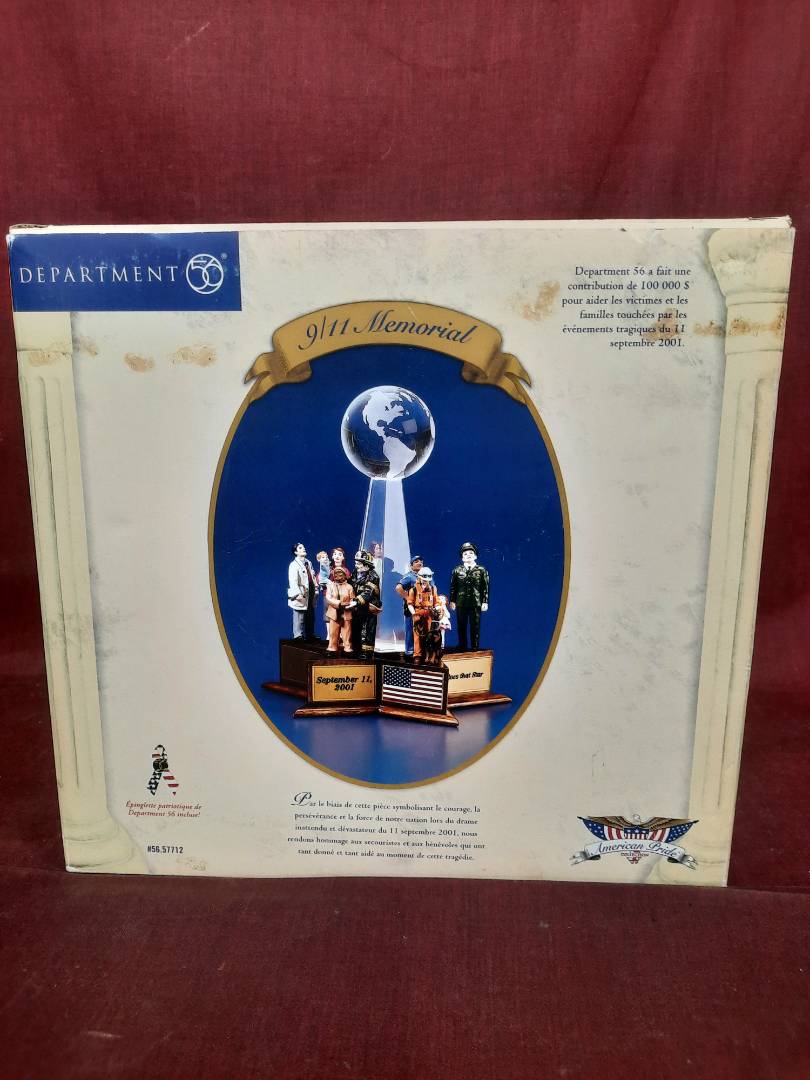 DEPARTMENT 56®
Department 56 a fait une
contribution de 100 000 $
pour aider les victimes et les
familles touchées par les
événements tragiques du 11
septembre 2001.
9/11 Memorial
September 11,
2001
that Star
Épinglette patriotique de
Department 56 incluse!
#56.57712
Par le biais de cette pièce symbolisant le courage, la
persévérance et la force de notre nation lors du drame
inattendu et dévastateur du 11 septembre 2001, nous
rendons hommage aux secouristes et aux bénévoles qui ont
tant donné et tant aidé au moment de cette tragédie.
American Pride
COLLECTION